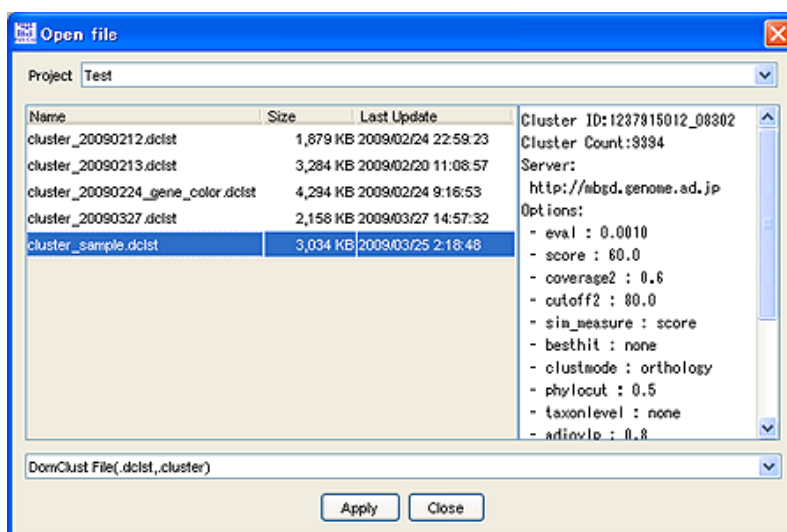 Open file
Project Test
Name Size Last Update
cluster_20090212.dclst 1,879 KB 2009/02/24 22:59:23
cluster_20090213.dclst 3,284 KB 2009/02/20 11:08:57
cluster_20090224_gene_color.dclst 4,294 KB 2009/02/24 9:16:53
cluster_20090327.dclst 2,158 KB 2009/03/27 14:57:32
cluster_sample.dclst 3,034 KB 2009/03/25 2:18:48
Cluster ID:1237915012_08302
Cluster Count:9394
Server:
http://mbgd.genome.ad.jp
Options:
- eval : 0.0010
- score : 60.0
- coverage2 : 0.6
- cutoff2 : 80.0
- sim_measure : score
- besthit : none
- clustmode : orthology
- phylocut : 0.5
- taxonlevel : none
- adjovlp : 0.8
DomClust File(.dclst,.cluster)
Apply Close